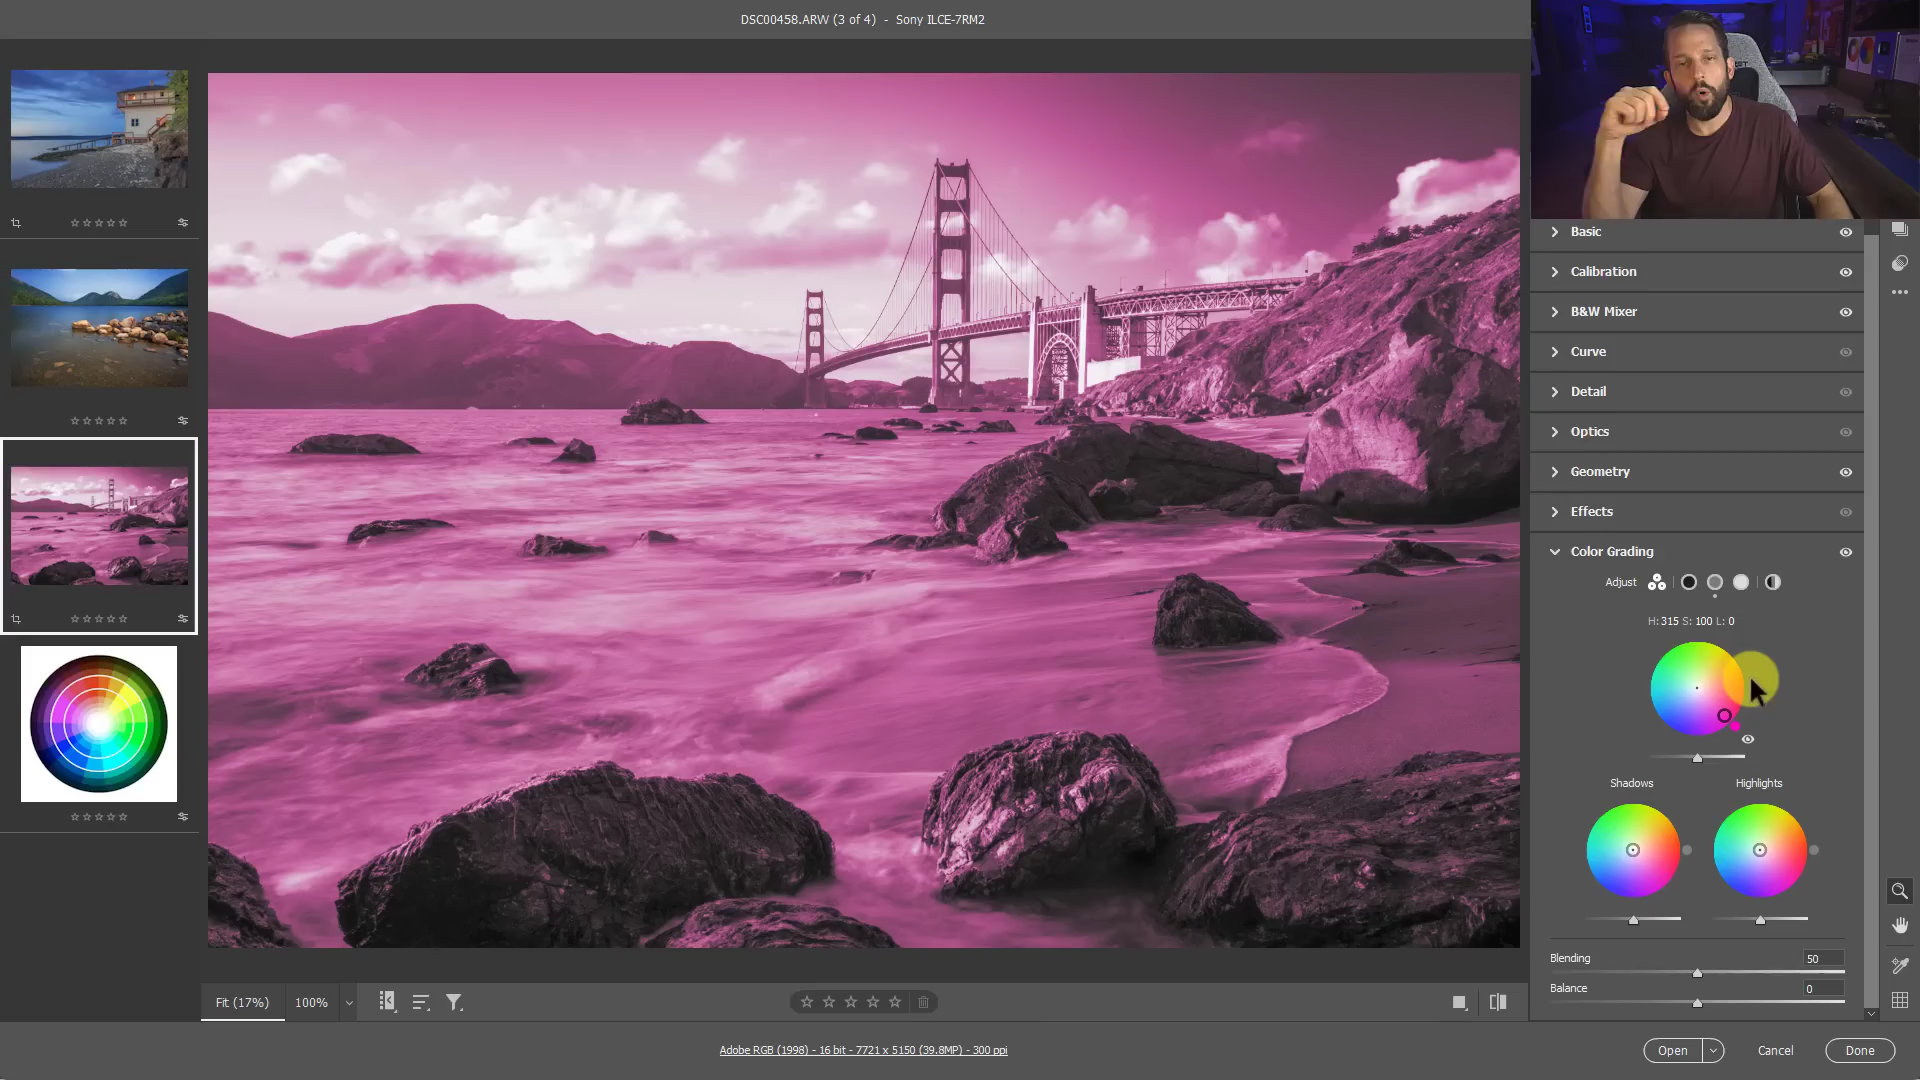 DSC00458.ARW (3 of 4) - Sony ILCE-7RM2
Basic
Calibration
B&W Mixer
Curve
Detail
Optics
Geometry
Effects
Color Grading
Adjust
H: 315 S: 100 L: 0
Shadows Highlights
Blending 50
Balance 0
Fit (17%) 100%
Adobe RGB (1998) - 16 bit - 7721 x 5150 (39.8MP) - 300 ppi
Open Cancel Done